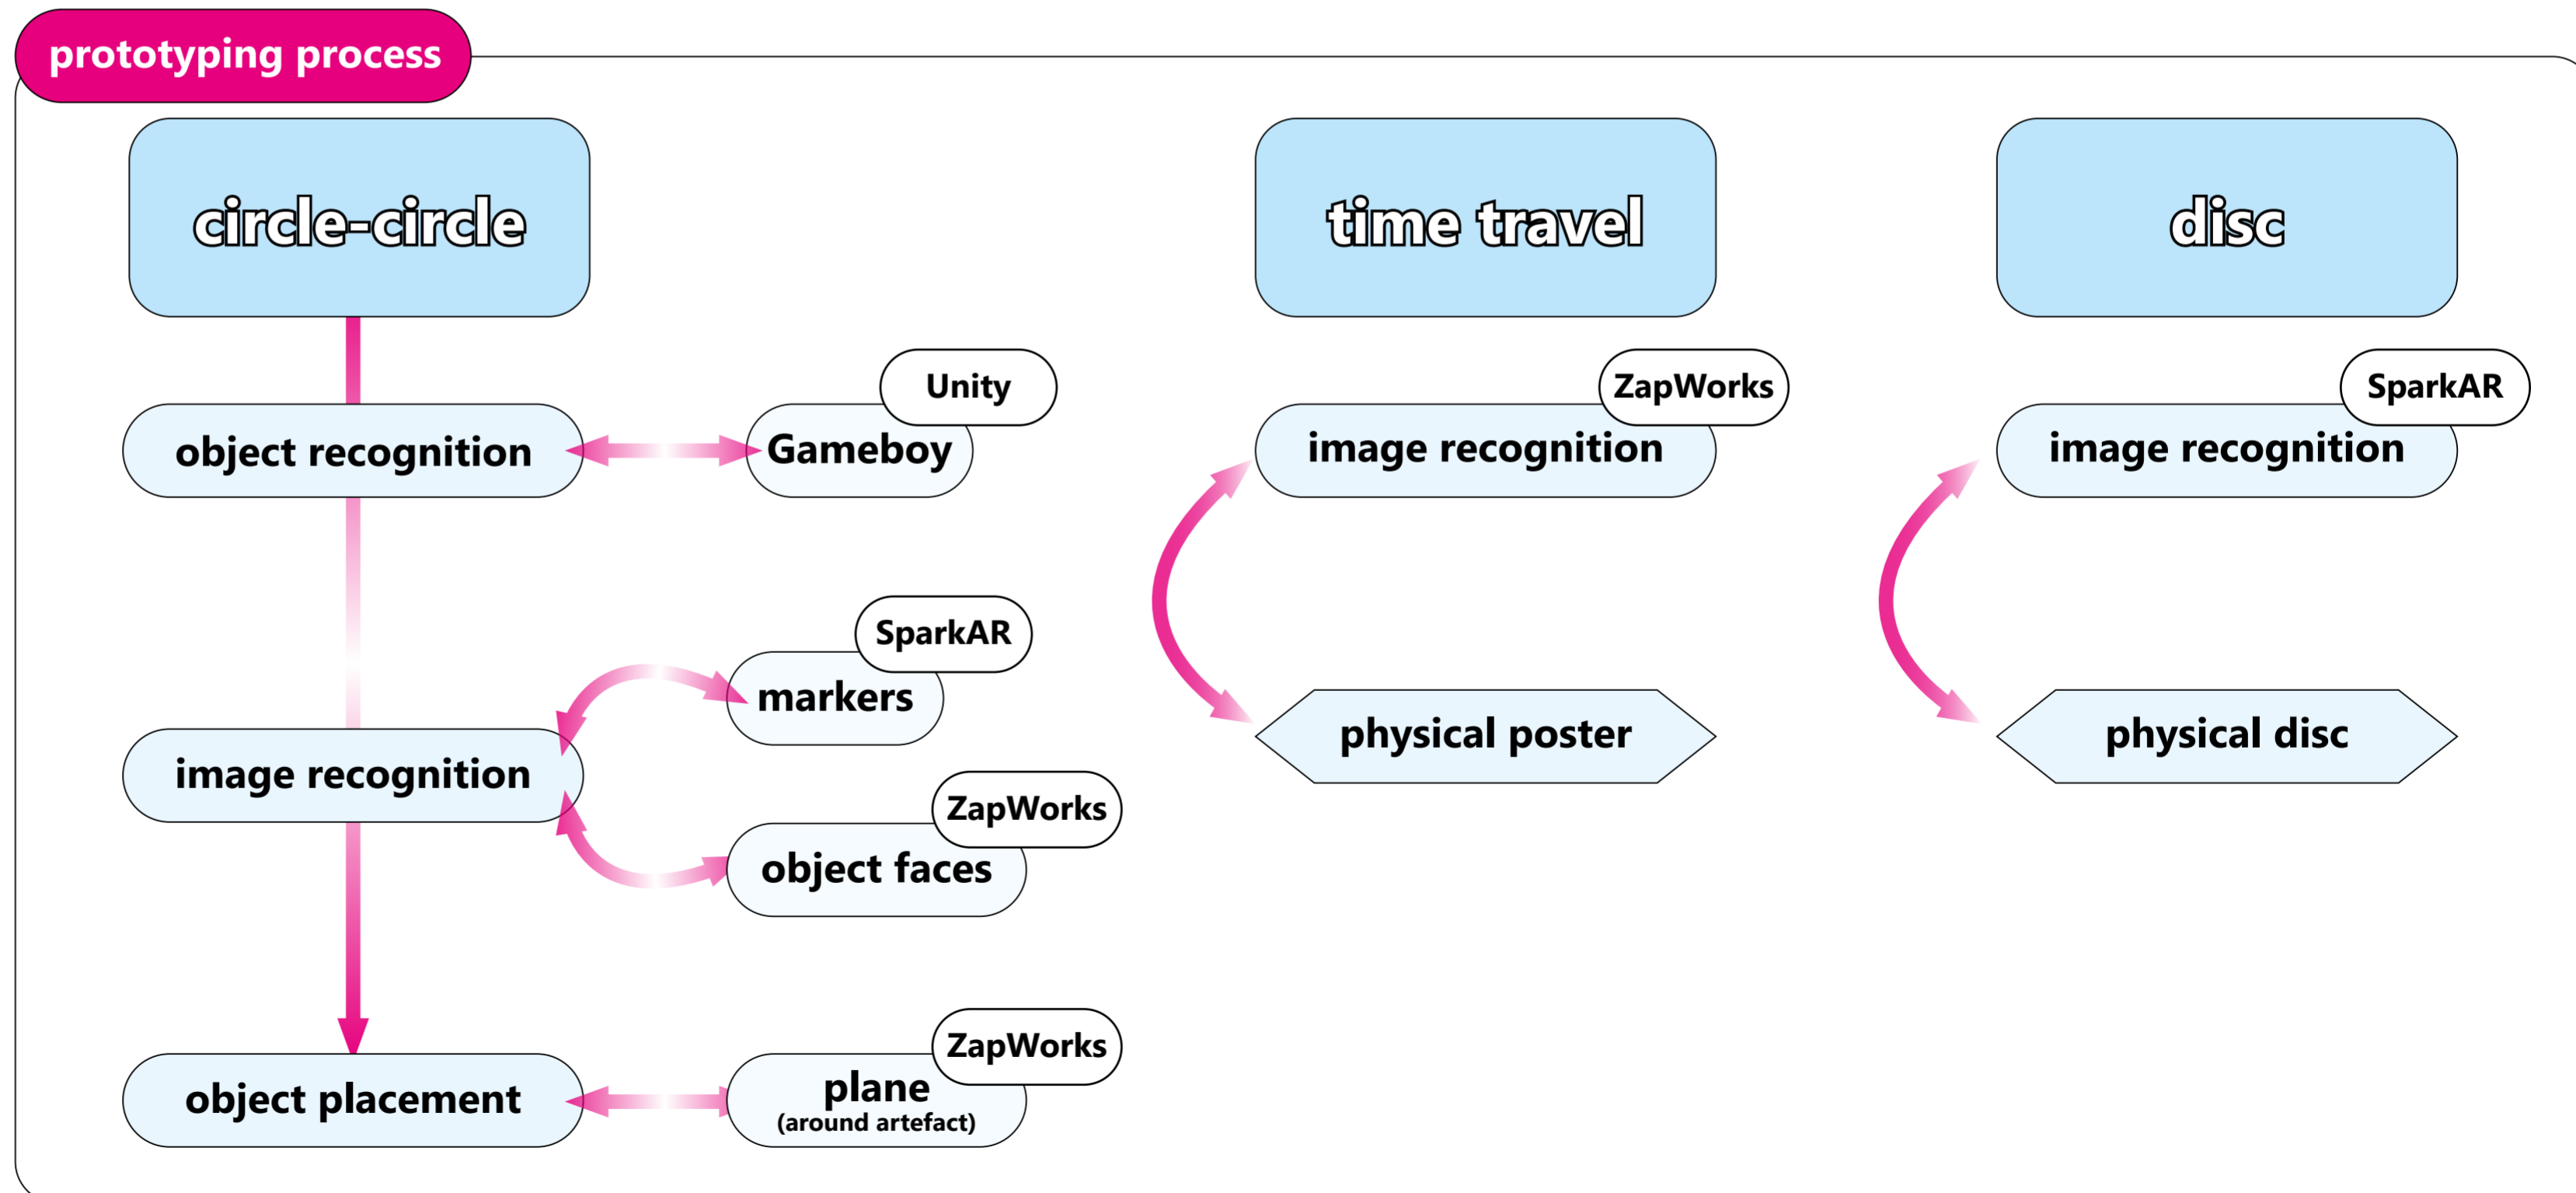 prototyping process
circle-circle
time travel
disc
Unity
object recognition
Gameboy
ZapWorks
image recognition
SparkAR
image recognition
SparkAR
markers
image recognition
ZapWorks
object faces
physical poster
physical disc
ZapWorks
object placement
plane
(around artefact)